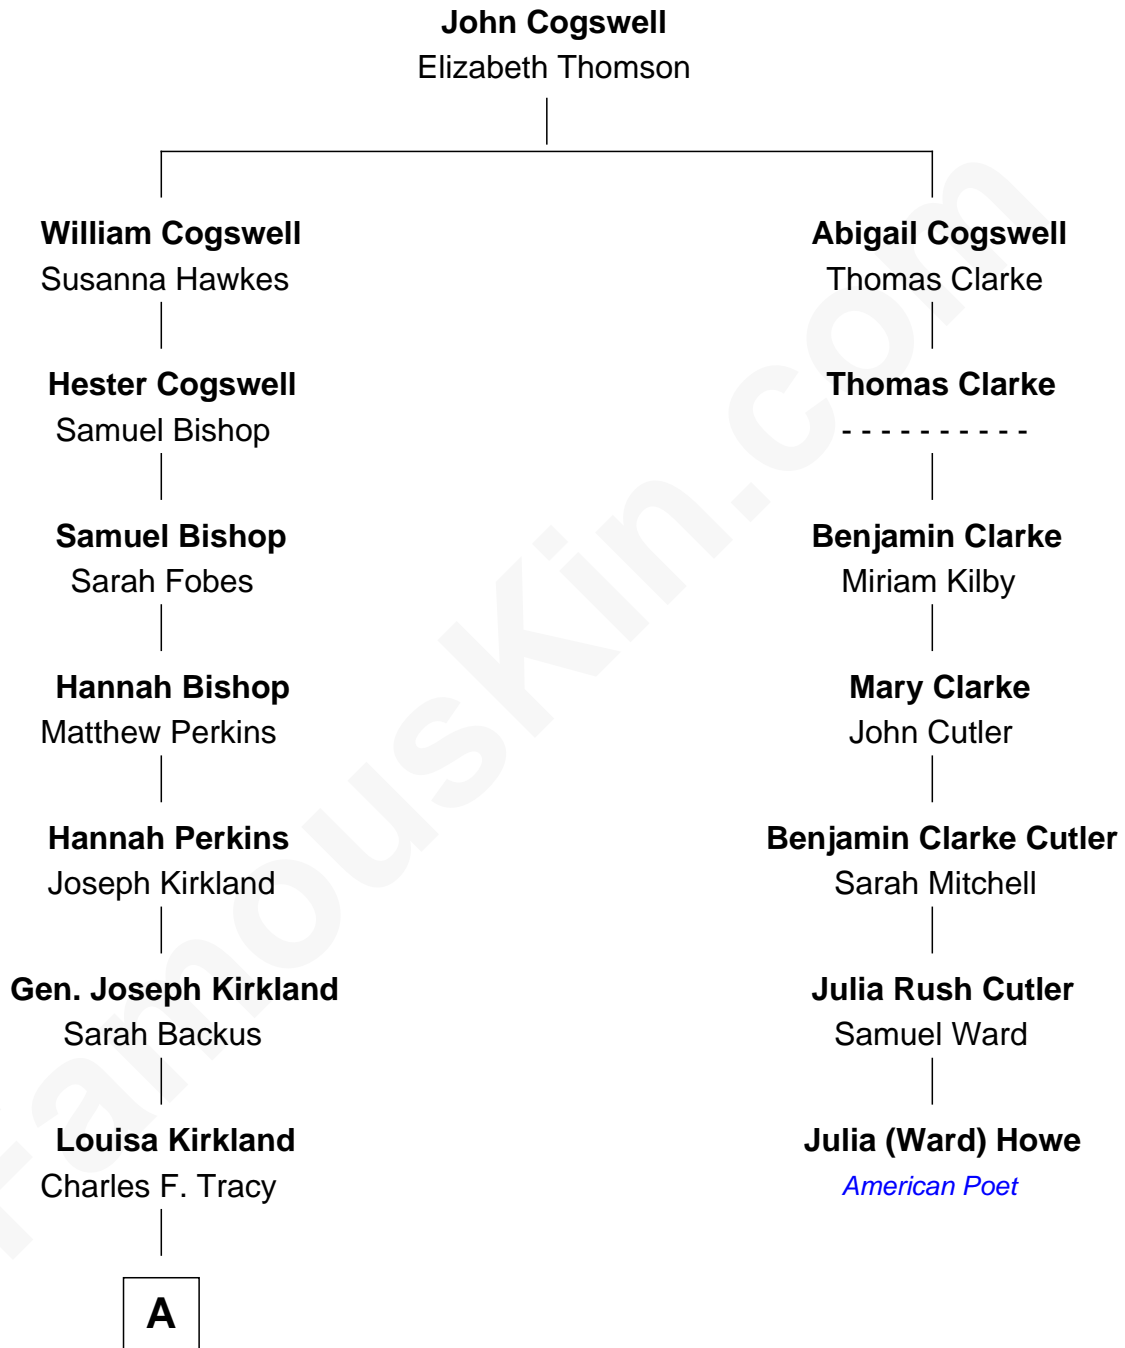 John Cogswell
Elizabeth Thomson
William Cogswell
Susanna Hawkes
Abigail Cogswell
Thomas Clarke
Hester Cogswell
Samuel Bishop
Thomas Clarke
- - - - - - - - - -
Samuel Bishop
Sarah Fobes
Benjamin Clarke
Miriam Kilby
Hannah Bishop
Matthew Perkins
Mary Clarke
John Cutler
Hannah Perkins
Joseph Kirkland
Benjamin Clarke Cutler
Sarah Mitchell
Gen. Joseph Kirkland
Sarah Backus
Julia Rush Cutler
Samuel Ward
Louisa Kirkland
Charles F. Tracy
Julia (Ward) Howe
American Poet
A
FamousKin.com